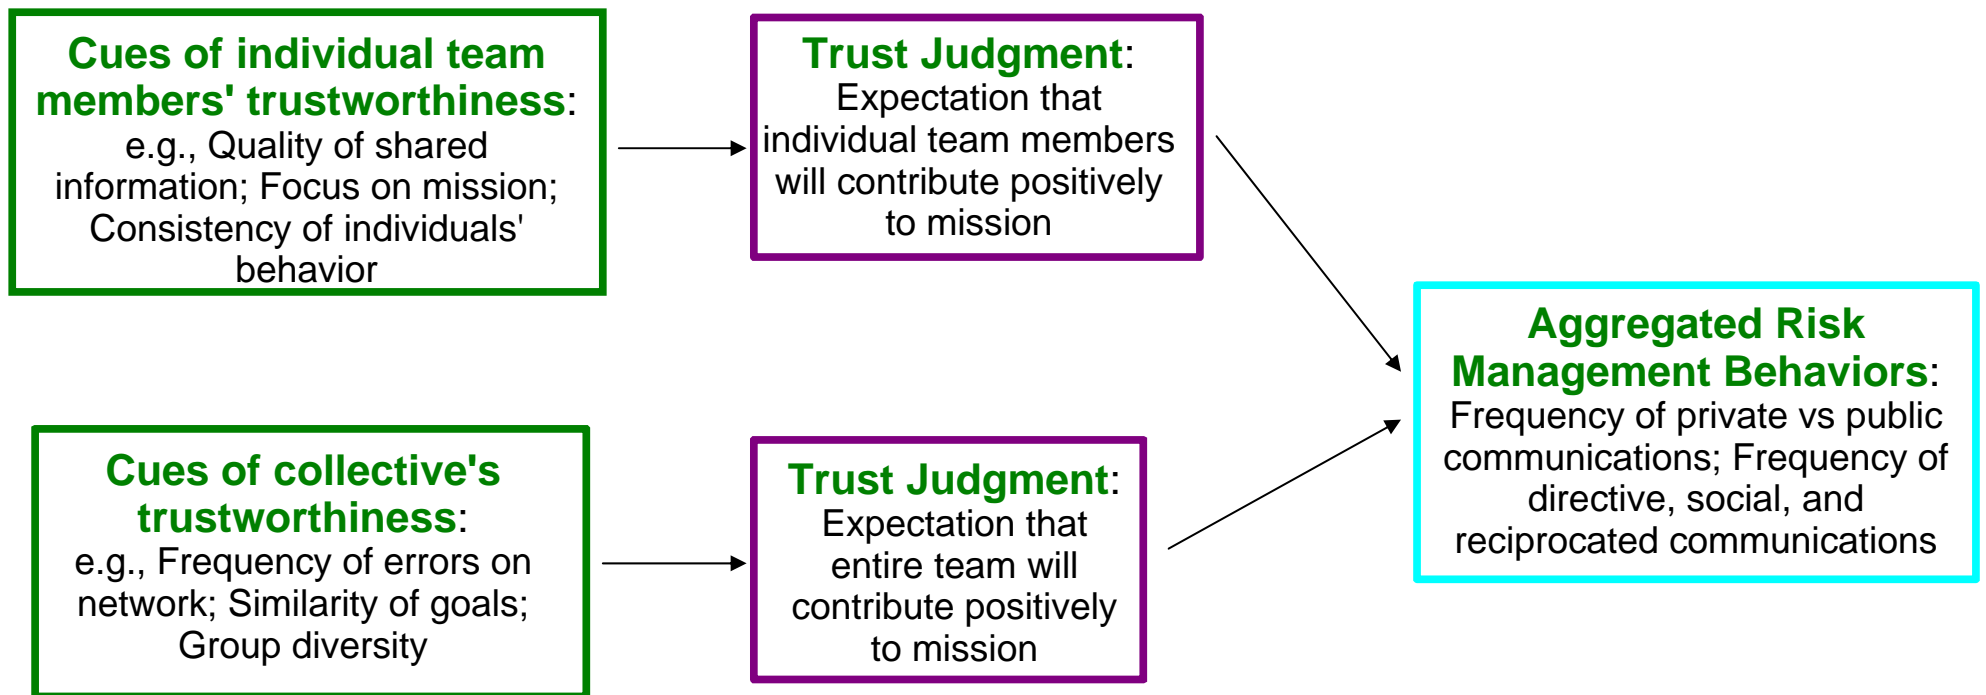 Cues of individual team
members' trustworthiness:
e.g., Quality of shared
information; Focus on mission;
Consistency of individuals'
behavior
Trust Judgment:
Expectation that
individual team members
will contribute positively
to mission
Cues of collective's
trustworthiness:
e.g., Frequency of errors on
network; Similarity of goals;
Group diversity
Trust Judgment:
Expectation that
entire team will
contribute positively
to mission
Aggregated Risk
Management Behaviors:
Frequency of private vs public
communications; Frequency of
directive, social, and
reciprocated communications